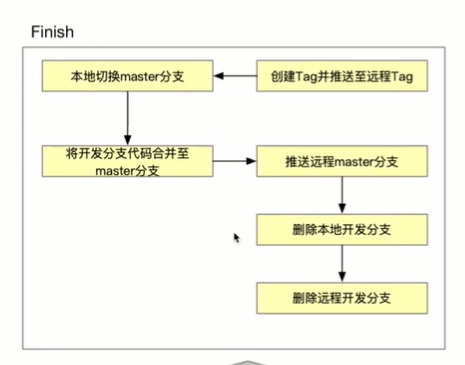 Finish
本地切换master分支
创建Tag并推送至远程Tag
将开发分支代码合并至
master分支
推送远程master分支
删除本地开发分支
删除远程开发分支